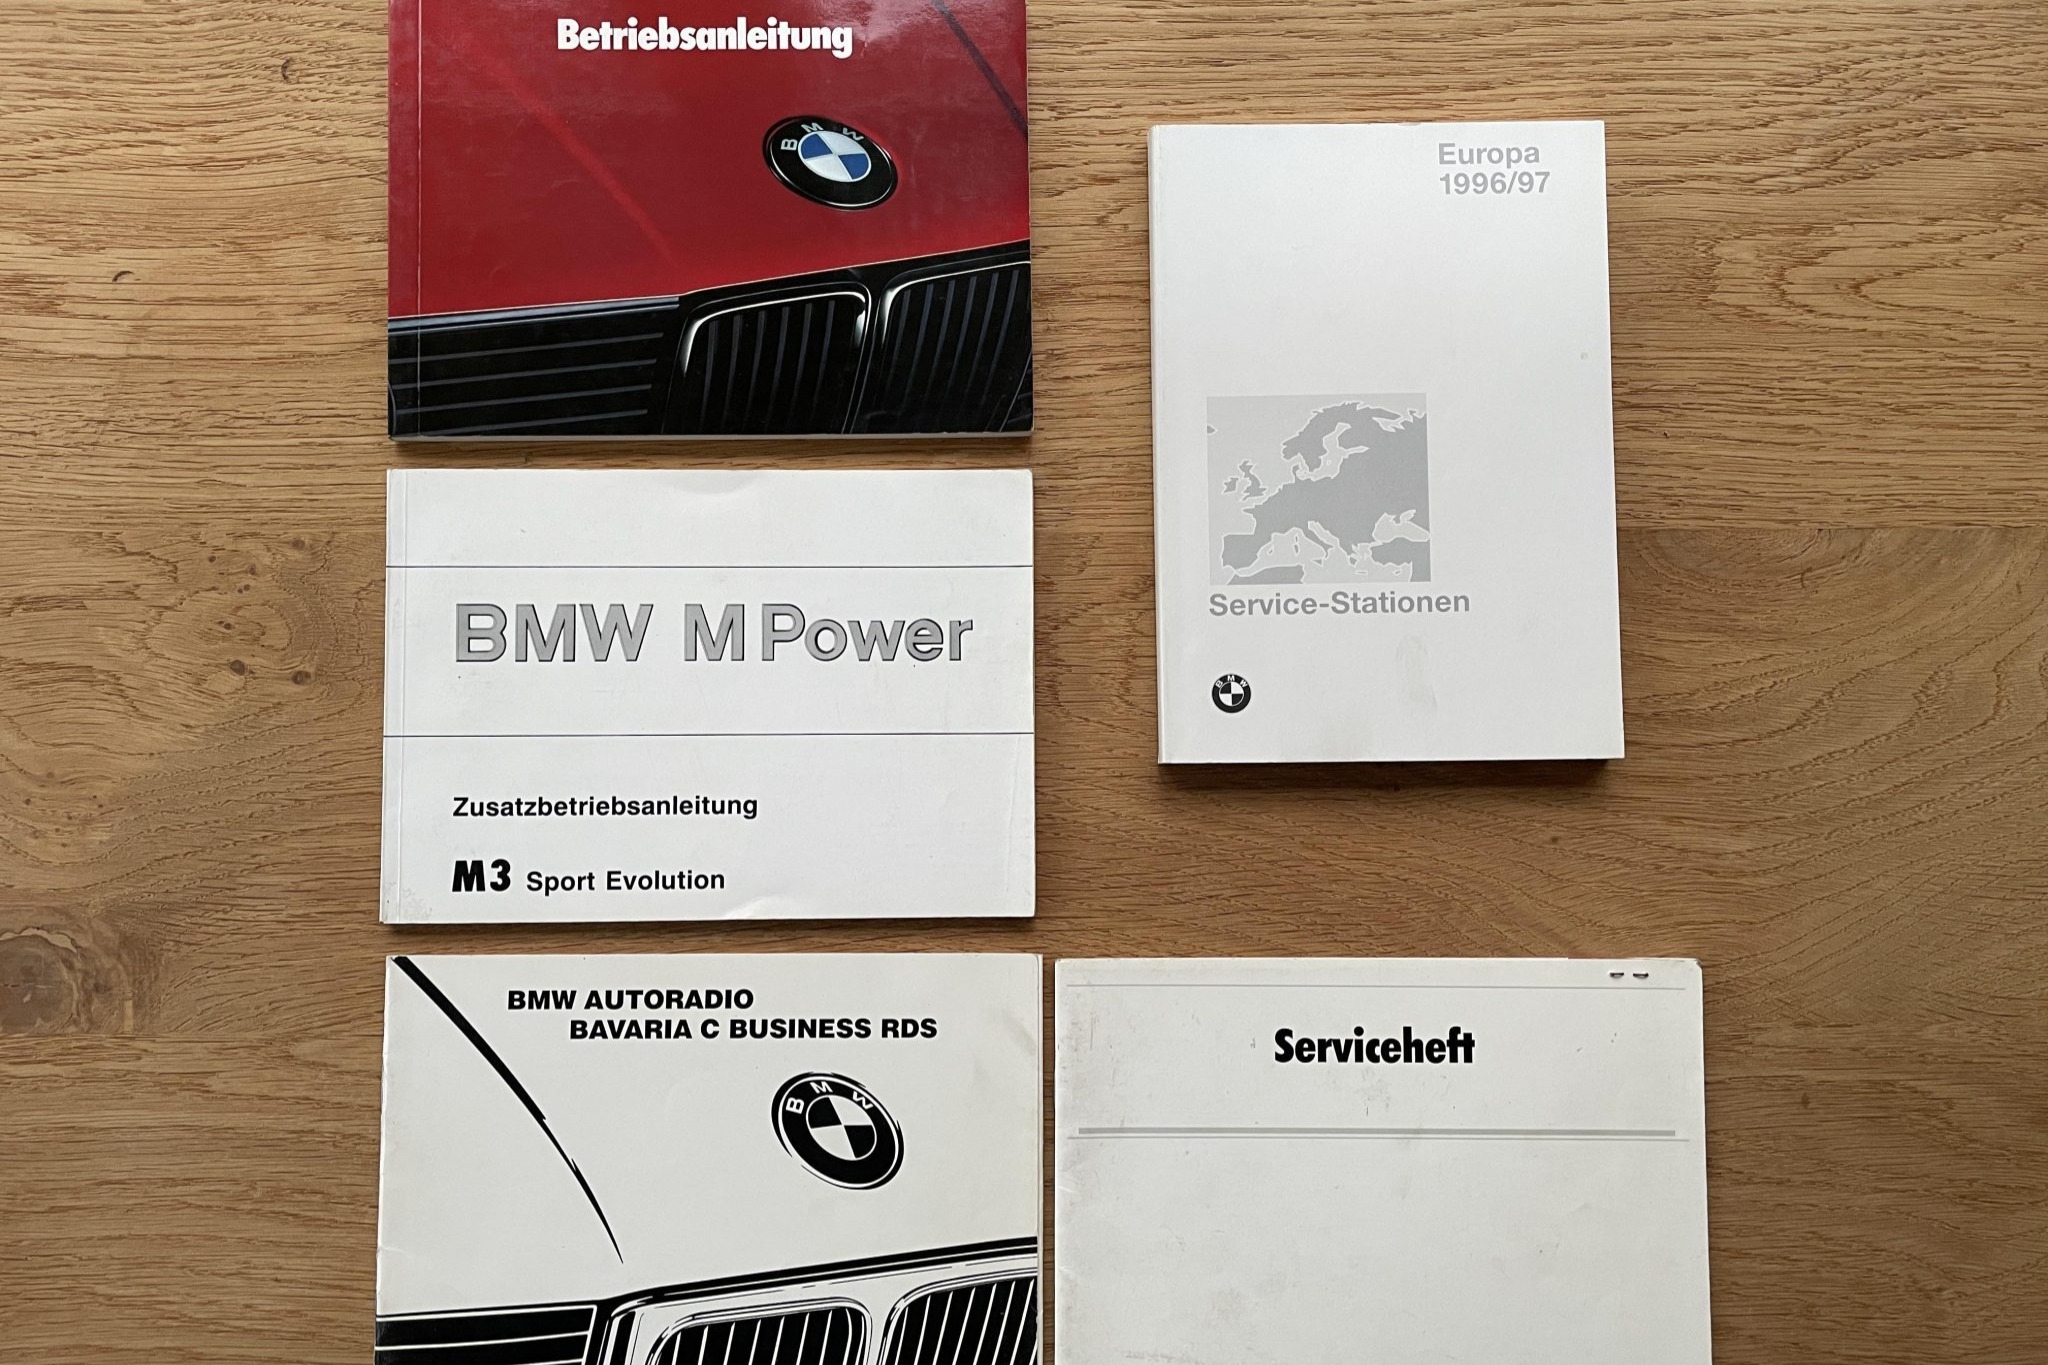 Betriebsanleitung
BMW
BMW M Power
Zusatzbetriebsanleitung
M3 Sport Evolution
BMW AUTORADIO
BAVARIA C BUSINESS RDS
BMW
Europa
1996/97
Service-Stationen
BMW
Serviceheft